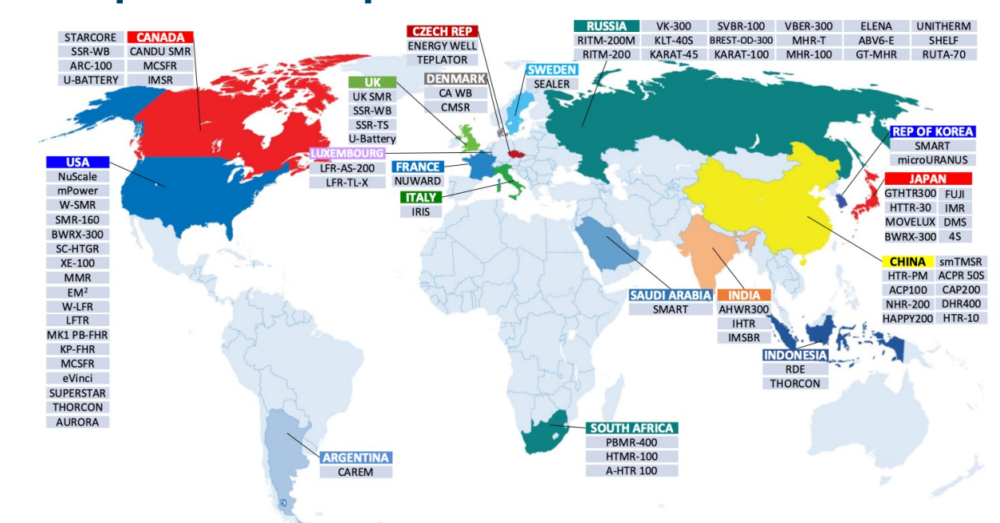 STARCORE CANADA
SSR-WB CANDU SMR
ARC-100 MCSFR
U-BATTERY IMSR
CZECH REP
ENERGY WELL
TEPLATOR
RUSSIA VK-300 SVBR-100 VBER-300 ELENA UNITHERM
RITM-200M KLT-40S BREST-OD-300 MHR-T ABV6-E SHELF
RITM-200 KARAT-45 KARAT-100 MHR-100 GT-MHR RUTA-70
UK
UK SMR
SSR-WB
SSR-TS
U-Battery
DENMARK
CA WB
CMSR
SWEDEN
SEALER
LUXEMBOURG
LFR-AS-200
LFR-TL-X
FRANCE
NUWARD
ITALY
IRIS
REP OF KOREA
SMART
microURANUS
JAPAN
GTHTR300 FUJI
HTTR-30 IMR
MOVELUX DMS
BWRX-300 4S
USA
NuScale
mPower
W-SMR
SMR-160
BWRX-300
SC-HTGR
XE-100
MMR
EM²
W-LFR
LFTR
MK1 PB-FHR
KP-FHR
MCSFR
eVinci
SUPERSTAR
THORCON
AURORA
CHINA smTMSR
HTR-PM ACPR 50S
ACP100 CAP200
NHR-200 DHR400
HAPPY200 HTR-10
SAUDI ARABIA
SMART
INDIA
AHWR300
IHTR
IMSBR
INDONESIA
RDE
THORCON
SOUTH AFRICA
PBMR-400
HTMR-100
A-HTR 100
ARGENTINA
CAREM